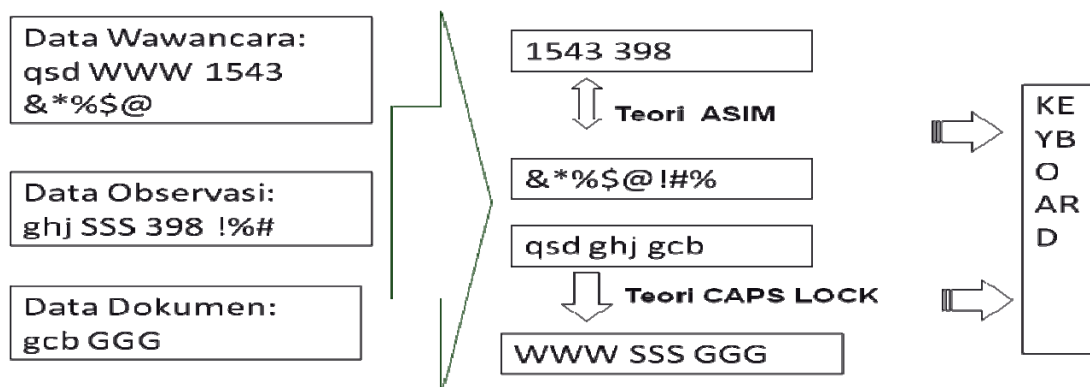 Data Wawancara:
qsd WWW 1543
&*%$@
Data Observasi:
ghj SSS 398 !%#
Data Dokumen:
gcb GGG
1543 398
Teori ASIM
&*%$@!#%
qsd ghj gcb
Teori CAPS LOCK
WWW SSS GGG
KE
YB
O
AR
D